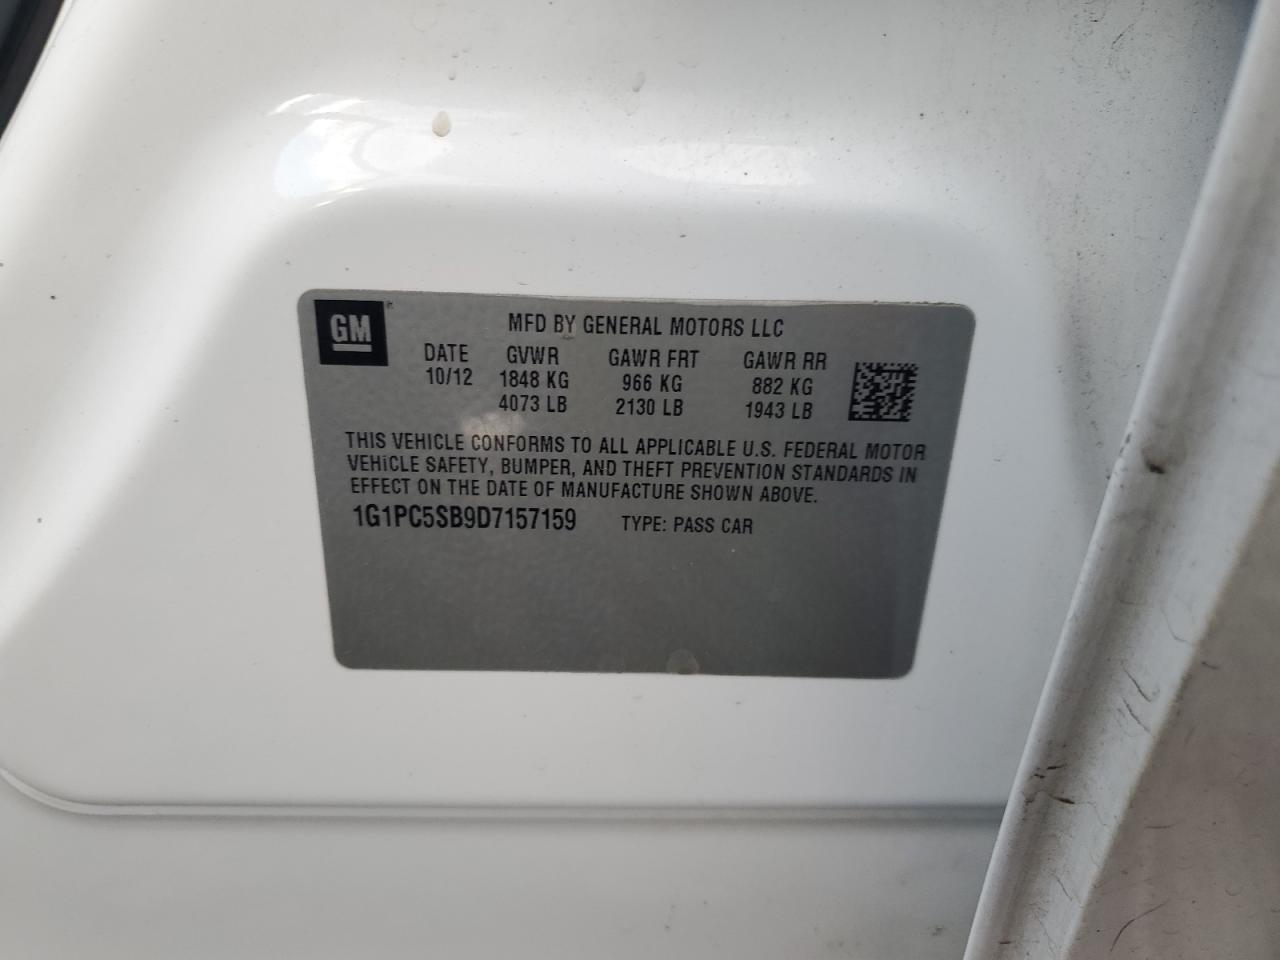 GM
MFD BY GENERAL MOTORS LLC
DATE GVWR GAWR FRT GAWR RR
10/12 1848 KG 966 KG 882 KG
4073 LB 2130 LB 1943 LB
THIS VEHICLE CONFORMS TO ALL APPLICABLE U.S. FEDERAL MOTOR
VEHICLE SAFETY, BUMPER, AND THEFT PREVENTION STANDARDS IN
EFFECT ON THE DATE OF MANUFACTURE SHOWN ABOVE.
1G1PC5SB9D7157159 TYPE: PASS CAR